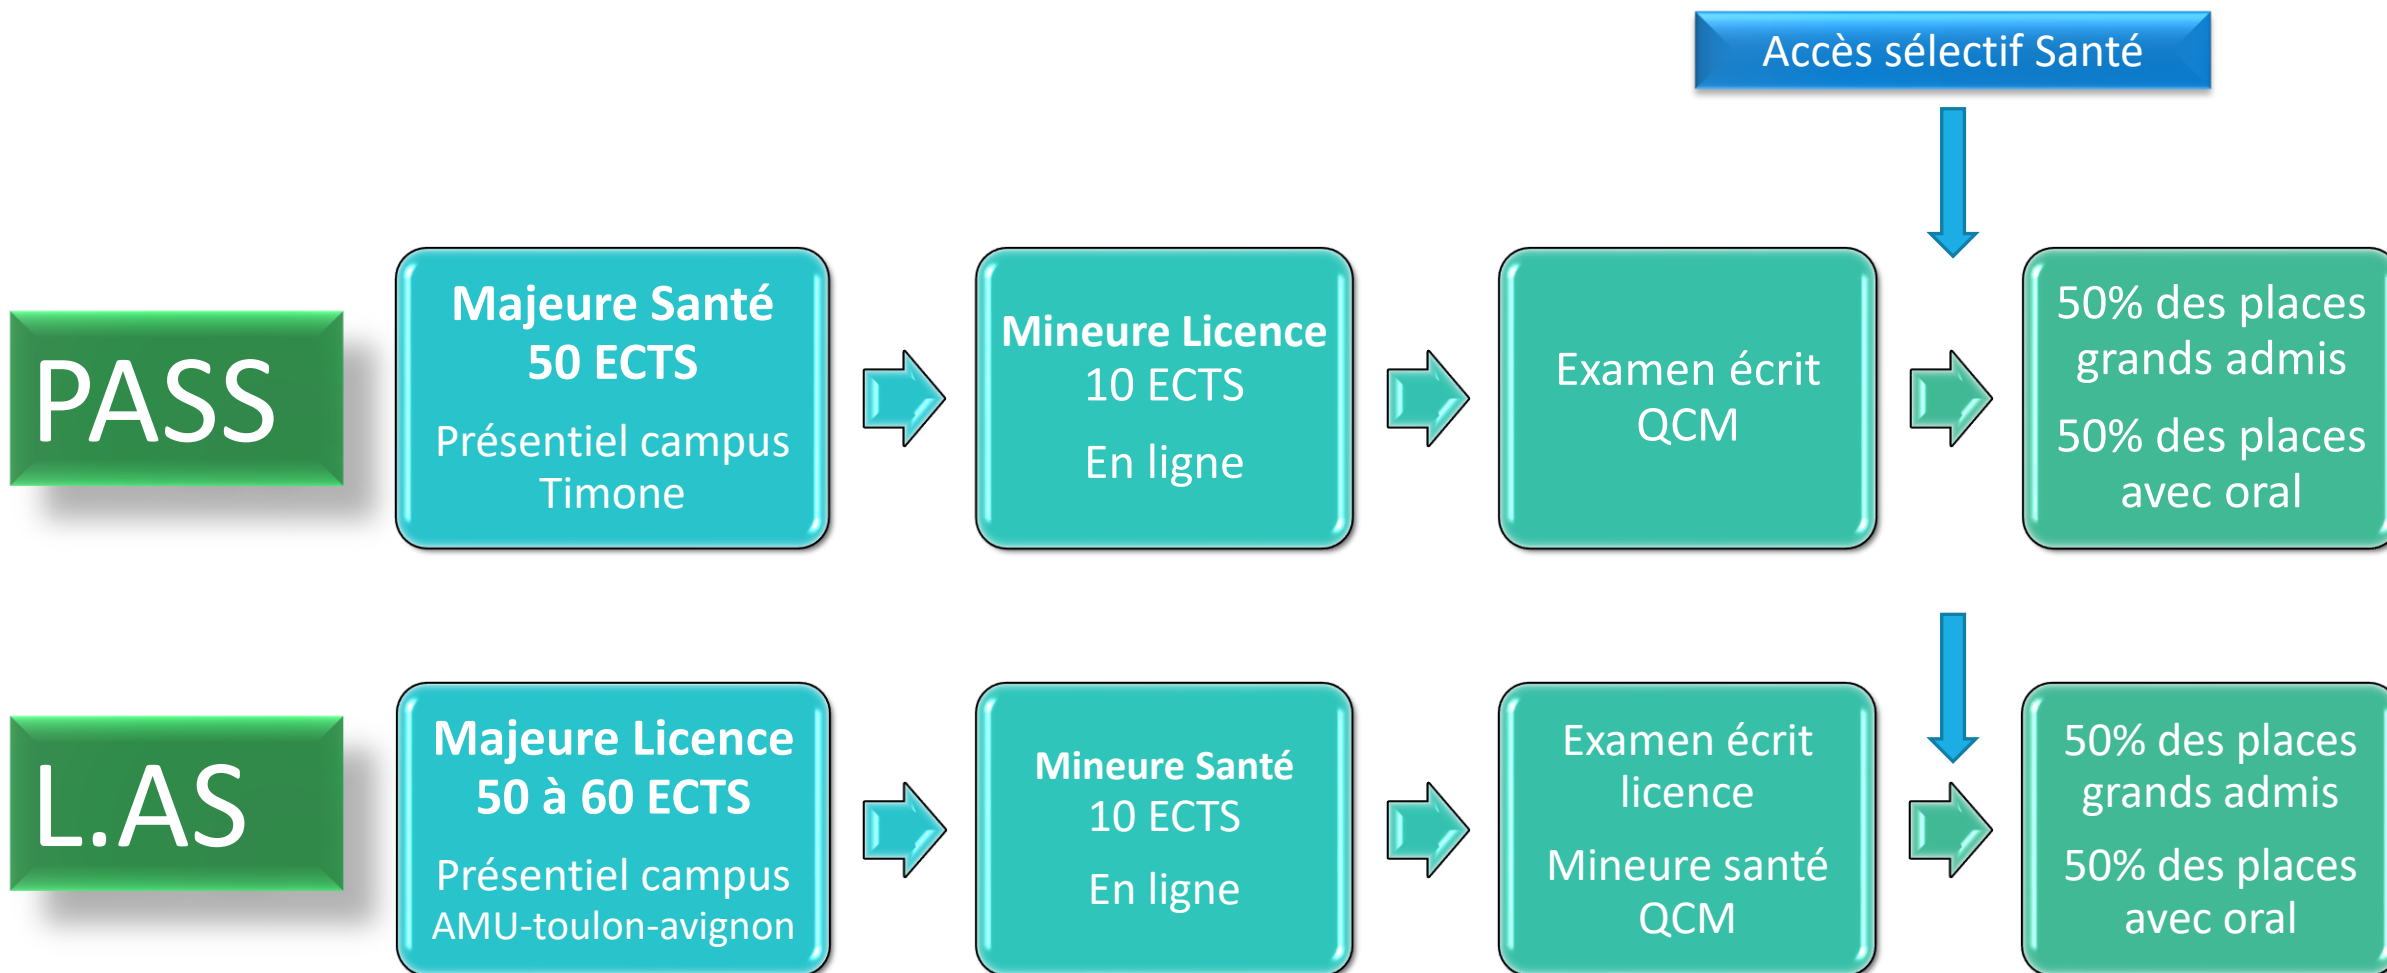 Accès sélectif Santé
PASS
Majeure Santé
50 ECTS
Présentiel campus
Timone
Mineure Licence
10 ECTS
En ligne
Examen écrit
QCM
50% des places
grands admis
50% des places
avec oral
L.AS
Majeure Licence
50 à 60 ECTS
Présentiel campus
AMU-toulon-avignon
Mineure Santé
10 ECTS
En ligne
Examen écrit
licence
Mineure santé
QCM
50% des places
grands admis
50% des places
avec oral